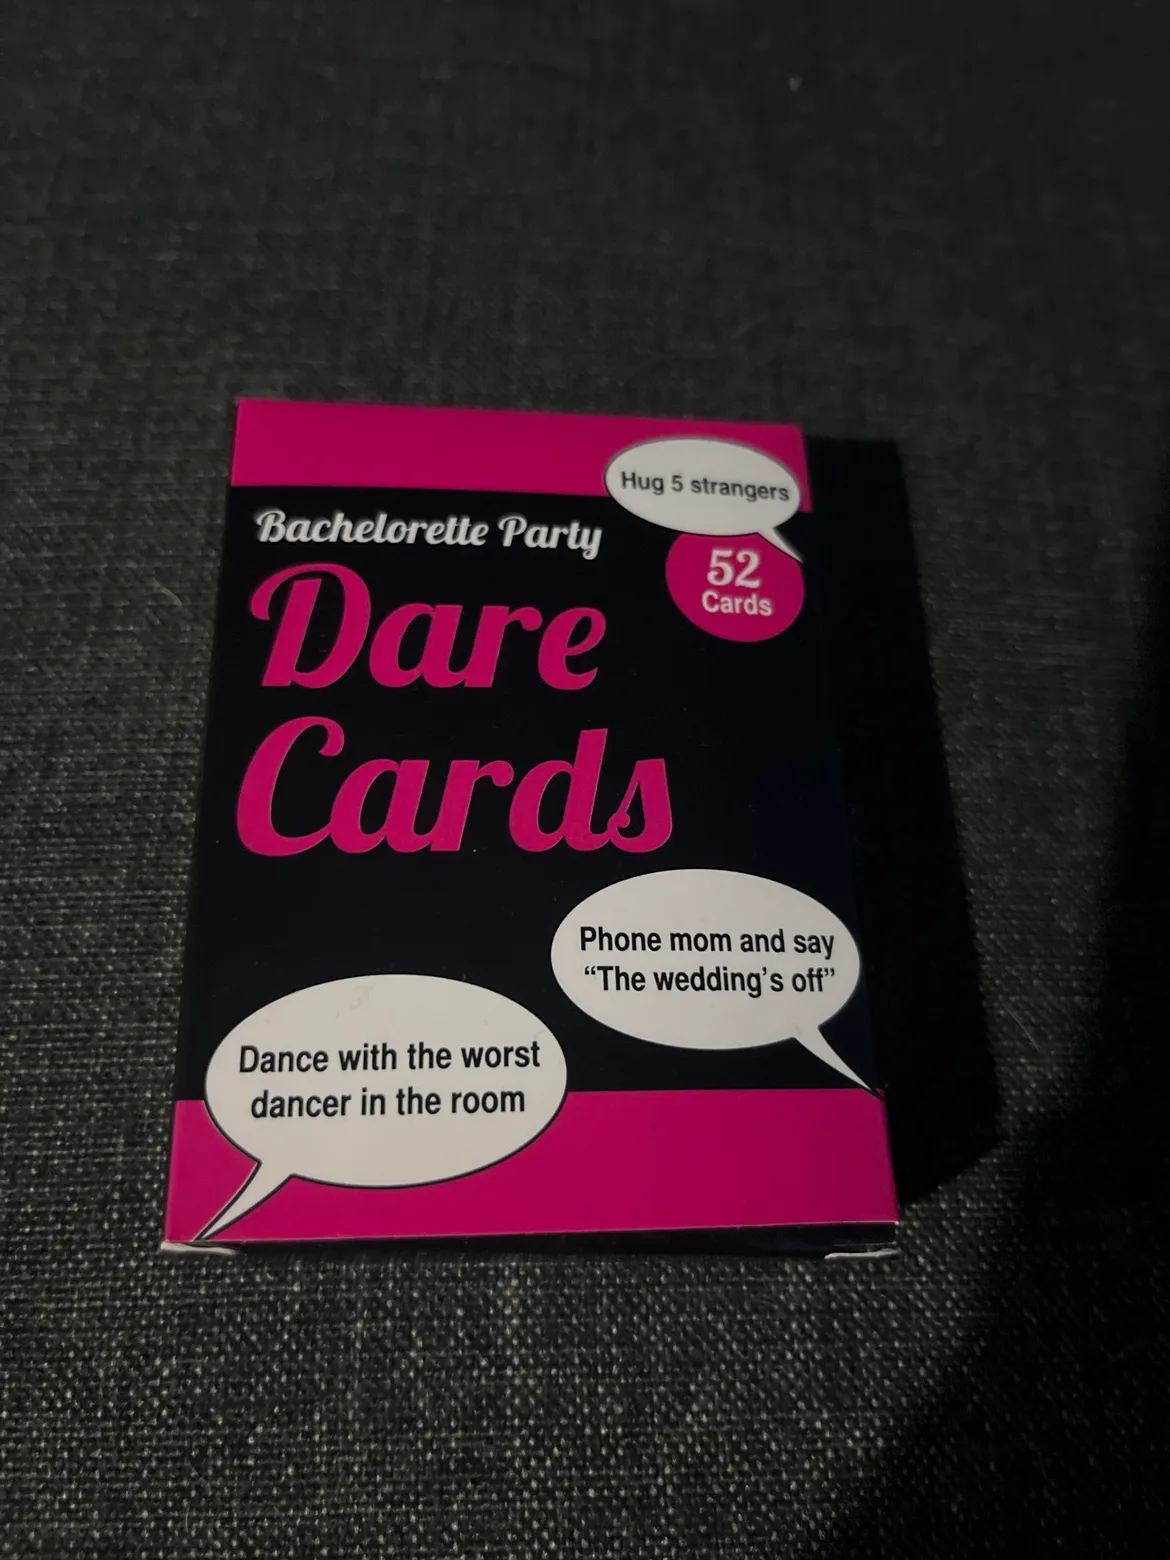 Hug 5 strangers
Bachelorette Party
52
Cards
Dare
Cards
Phone mom and say
“The wedding’s off”
Dance with the worst
dancer in the room